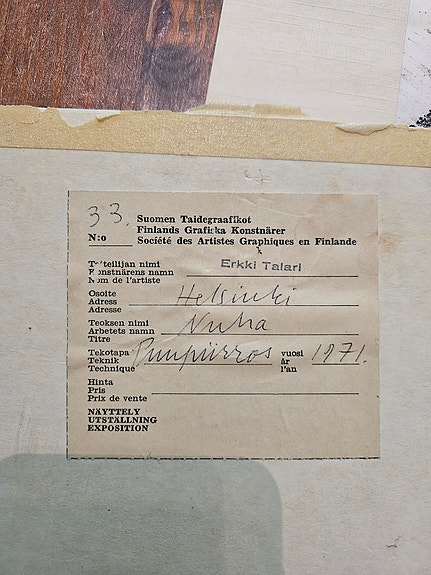 33.
Suomen Taidegraafikot
Finlands Grafiska Konstnärer
N:o Société des Artistes Graphiques en Finlande
Taiteilijan nimi
Konstnärens namn Erkki Talari
Nom de l'artiste
Osoite
Adress Helsinki
Adresse
Teoksen nimi
Arbetets namn Nuha
Titre
Tekotapa vuosi
Teknik Puupiirros år 1971.
Technique l'an
Hinta
Pris
Prix de vente
NÄYTTELY
UTSTÄLLNING
EXPOSITION